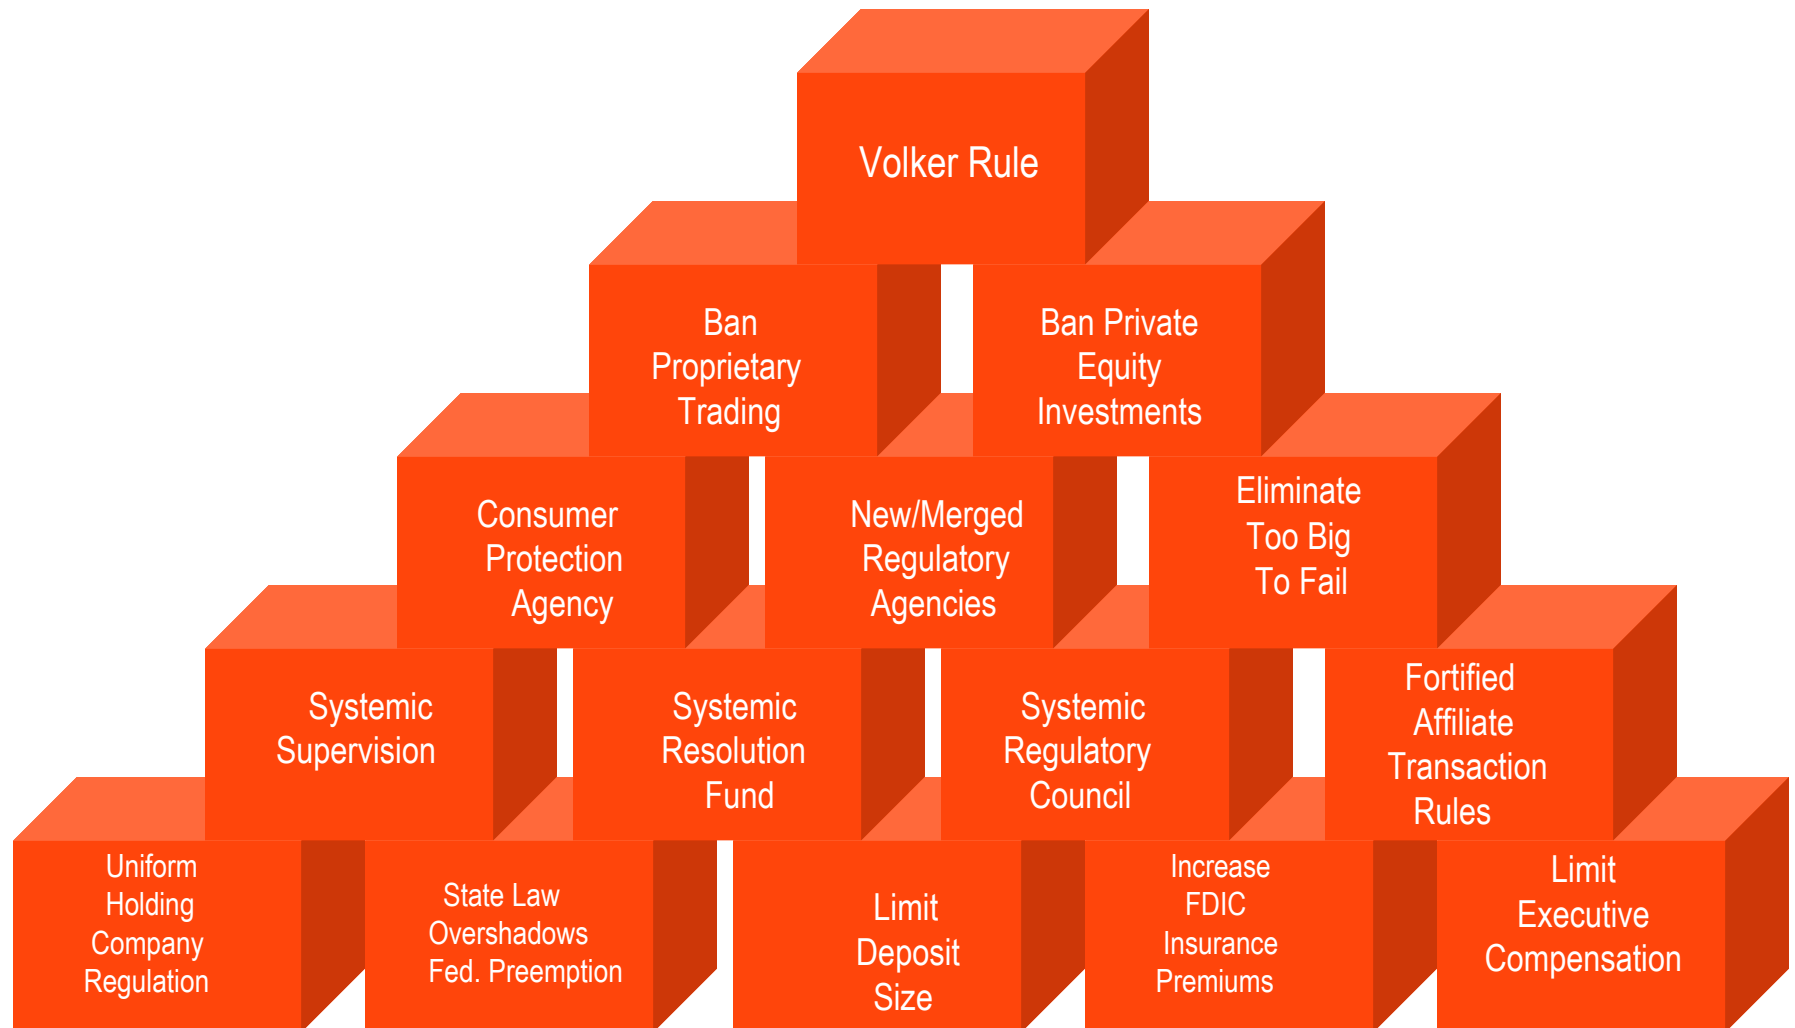 Volker Rule
Ban
Proprietary
Trading
Ban Private
Equity
Investments
Consumer
Protection
Agency
New/Merged
Regulatory
Agencies
Eliminate
Too Big
To Fail
Systemic
Supervision
Systemic
Resolution
Fund
Systemic
Regulatory
Council
Fortified
Affiliate
Transaction
Rules
Uniform
Holding
Company
Regulation
State Law
Overshadows
Fed. Preemption
Limit
Deposit
Size
Increase
FDIC
Insurance
Premiums
Limit
Executive
Compensation